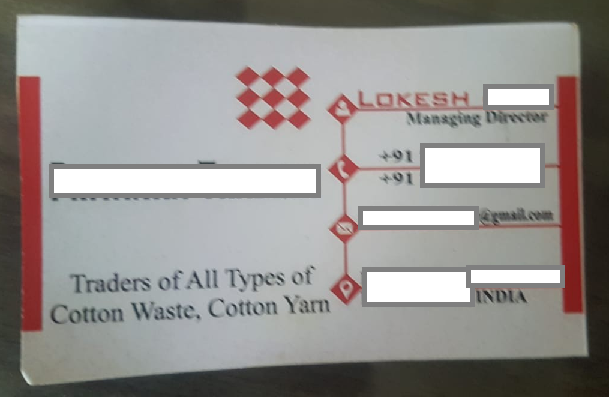 LOKESH
Managing Director
+91
+91
@gmail.com
INDIA
Traders of All Types of
Cotton Waste, Cotton Yarn